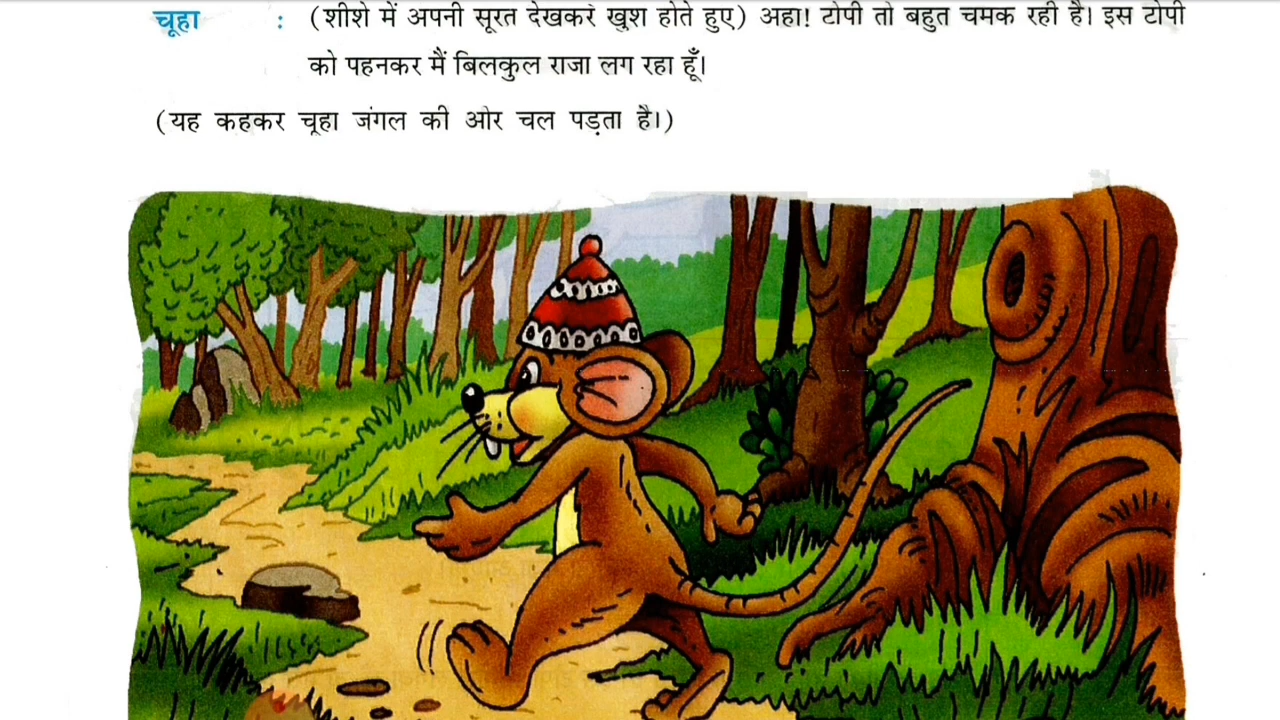 चूहा : (शीशे में अपनी सूरत देखकर खुश होते हुए) अहा! टोपी तो बहुत चमक रही है। इस टोपी
को पहनकर मैं बिलकुल राजा लग रहा हूँ।
(यह कहकर चूहा जंगल की ओर चल पड़ता है।)